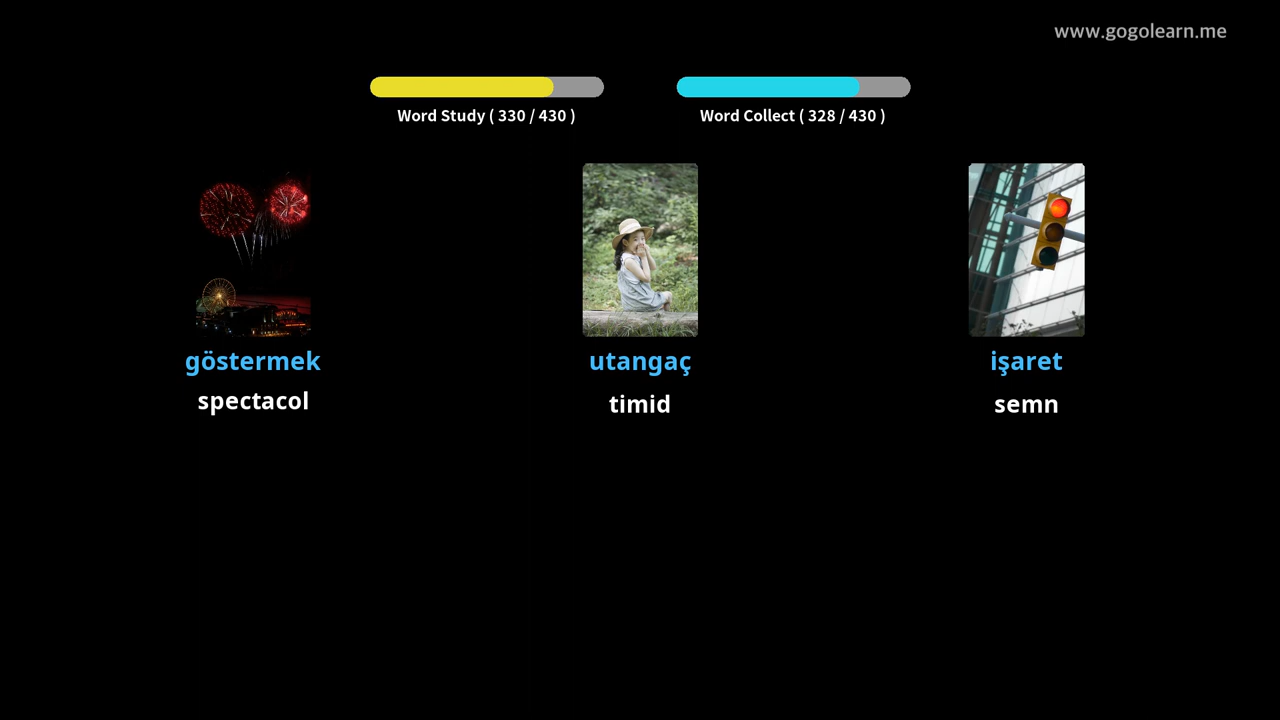 www.gogolearn.me
Word Study ( 330 / 430 )
Word Collect ( 328 / 430 )
göstermek
spectacol
utangaç
timid
işaret
semn